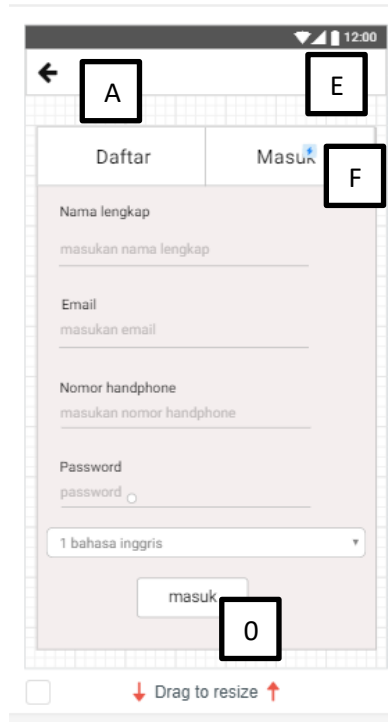 12:00
A
E
Daftar
Masuk
F
Nama lengkap
masukan nama lengkap
Email
masukan email
Nomor handphone
masukan nomor handphone
Password
password
1 bahasa inggris
masuk
0
Drag to resize